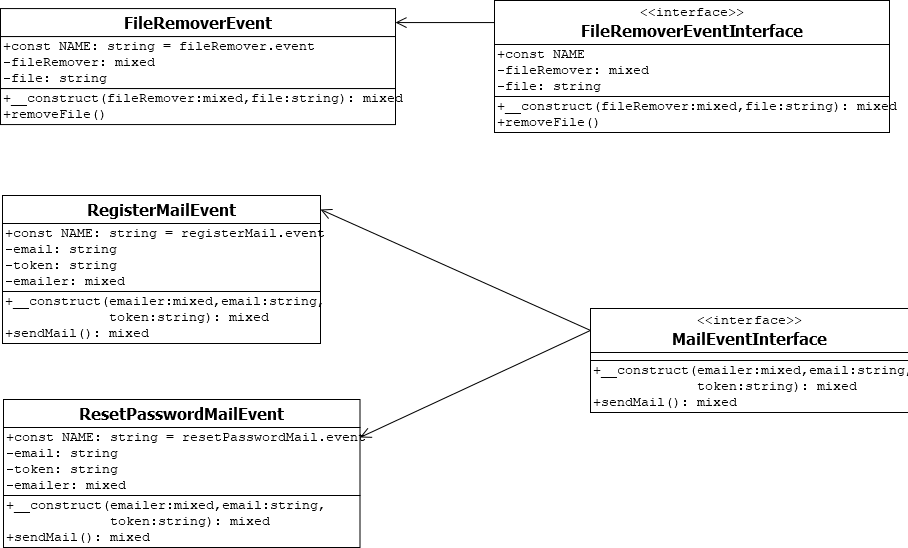 FileRemoverEvent
+const NAME: string = fileRemover.event
-fileRemover: mixed
-file: string
+__construct(fileRemover:mixed,file:string): mixed
+removeFile()
<<interface>>
FileRemoverEventInterface
+const NAME
-fileRemover: mixed
-file: string
+__construct(fileRemover:mixed,file:string): mixed
+removeFile()
RegisterMailEvent
+const NAME: string = registerMail.event
-email: string
-token: string
-emailer: mixed
+__construct(emailer:mixed,email:string,
token:string): mixed
+sendMail(): mixed
<<interface>>
MailEventInterface
+__construct(emailer:mixed,email:string,
token:string): mixed
+sendMail(): mixed
ResetPasswordMailEvent
+const NAME: string = resetPasswordMail.event
-email: string
-token: string
-emailer: mixed
+__construct(emailer:mixed,email:string,
token:string): mixed
+sendMail(): mixed